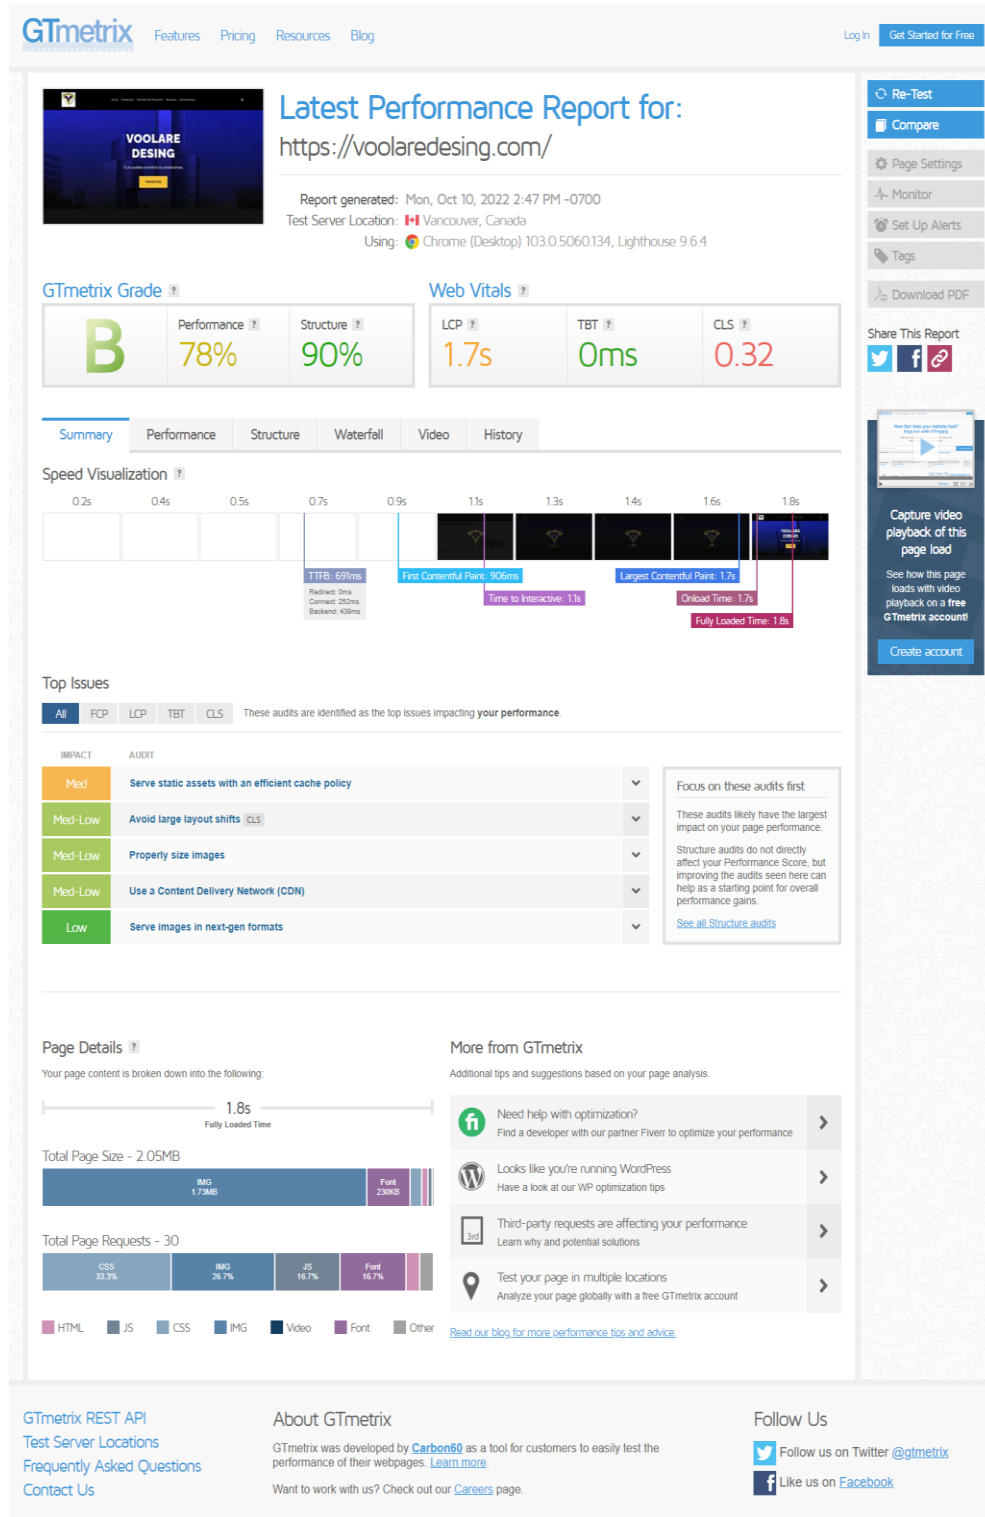 GTmetrix
Features Pricing Resources Blog
Log In Get Started for Free
VOOLARE
DESING
Latest Performance Report for:
https://voolaredesing.com/
Report generated: Mon, Oct 10, 2022 2:47 PM -0700
Test Server Location: Vancouver, Canada
Using: Chrome (Desktop) 103.0.5060.134, Lighthouse 9.6.4
Re-Test
Compare
Page Settings
Monitor
Set Up Alerts
Tags
Download PDF
Share This Report
GTmetrix Grade ?
B
Performance ?
78%
Structure ?
90%
Web Vitals ?
LCP ?
1.7s
TBT ?
0ms
CLS ?
0.32
Summary Performance Structure Waterfall Video History
Speed Visualization ?
0.2s 0.4s 0.5s 0.7s 0.9s 1.1s 1.3s 1.4s 1.6s 1.8s
TTFB: 691ms
Redirect: 0ms
Connect: 252ms
Backend: 439ms
First Contentful Paint: 906ms
Time to Interactive: 1.1s
Largest Contentful Paint: 1.7s
Onload Time: 1.7s
Fully Loaded Time: 1.8s
Capture video
playback of this
page load
See how this page
loads with video
playback on a free
GTmetrix account!
Create account
Top Issues
All FCP LCP TBT CLS These audits are identified as the top issues impacting your performance.
IMPACT AUDIT
Med Serve static assets with an efficient cache policy
Med-Low Avoid large layout shifts CLS
Med-Low Properly size images
Med-Low Use a Content Delivery Network (CDN)
Low Serve images in next-gen formats
Focus on these audits first
These audits likely have the largest
impact on your page performance.
Structure audits do not directly
affect your Performance Score, but
improving the audits seen here can
help as a starting point for overall
performance gains.
See all Structure audits
Page Details ?
Your page content is broken down into the following:
1.8s
Fully Loaded Time
Total Page Size - 2.05MB
IMG
1.73MB
Font
230KB
Total Page Requests - 30
CSS
33.3%
IMG
26.7%
JS
16.7%
Font
16.7%
HTML JS CSS IMG Video Font Other
More from GTmetrix
Additional tips and suggestions based on your page analysis.
fi
Need help with optimization?
Find a developer with our partner Fiverr to optimize your performance
Looks like you're running WordPress
Have a look at our WP optimization tips
3rd
Third-party requests are affecting your performance
Learn why and potential solutions
Test your page in multiple locations
Analyze your page globally with a free GTmetrix account
Read our blog for more performance tips and advice.
GTmetrix REST API
Test Server Locations
Frequently Asked Questions
Contact Us
About GTmetrix
GTmetrix was developed by Carbon60 as a tool for customers to easily test the
performance of their webpages. Learn more.
Want to work with us? Check out our Careers page.
Follow Us
Follow us on Twitter @gtmetrix
Like us on Facebook